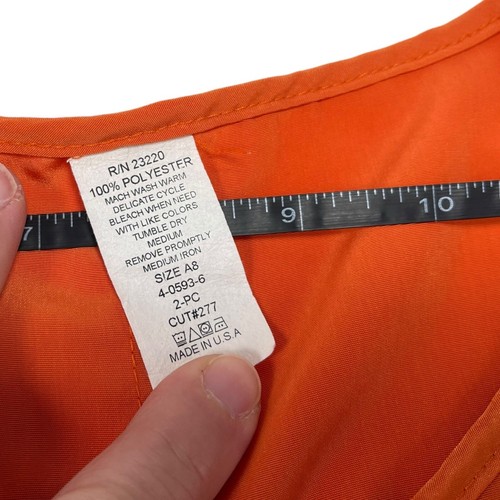 R/N 23220
100% POLYESTER
MACH WASH WARM
DELICATE CYCLE
BLEACH WHEN NEED
WITH LIKE COLORS
TUMBLE DRY
MEDIUM
REMOVE PROMPTLY
MEDIUM IRON
SIZE A8
4-0593-6
2-PC
CUT#277
MADE IN U.S.A
7 9 10